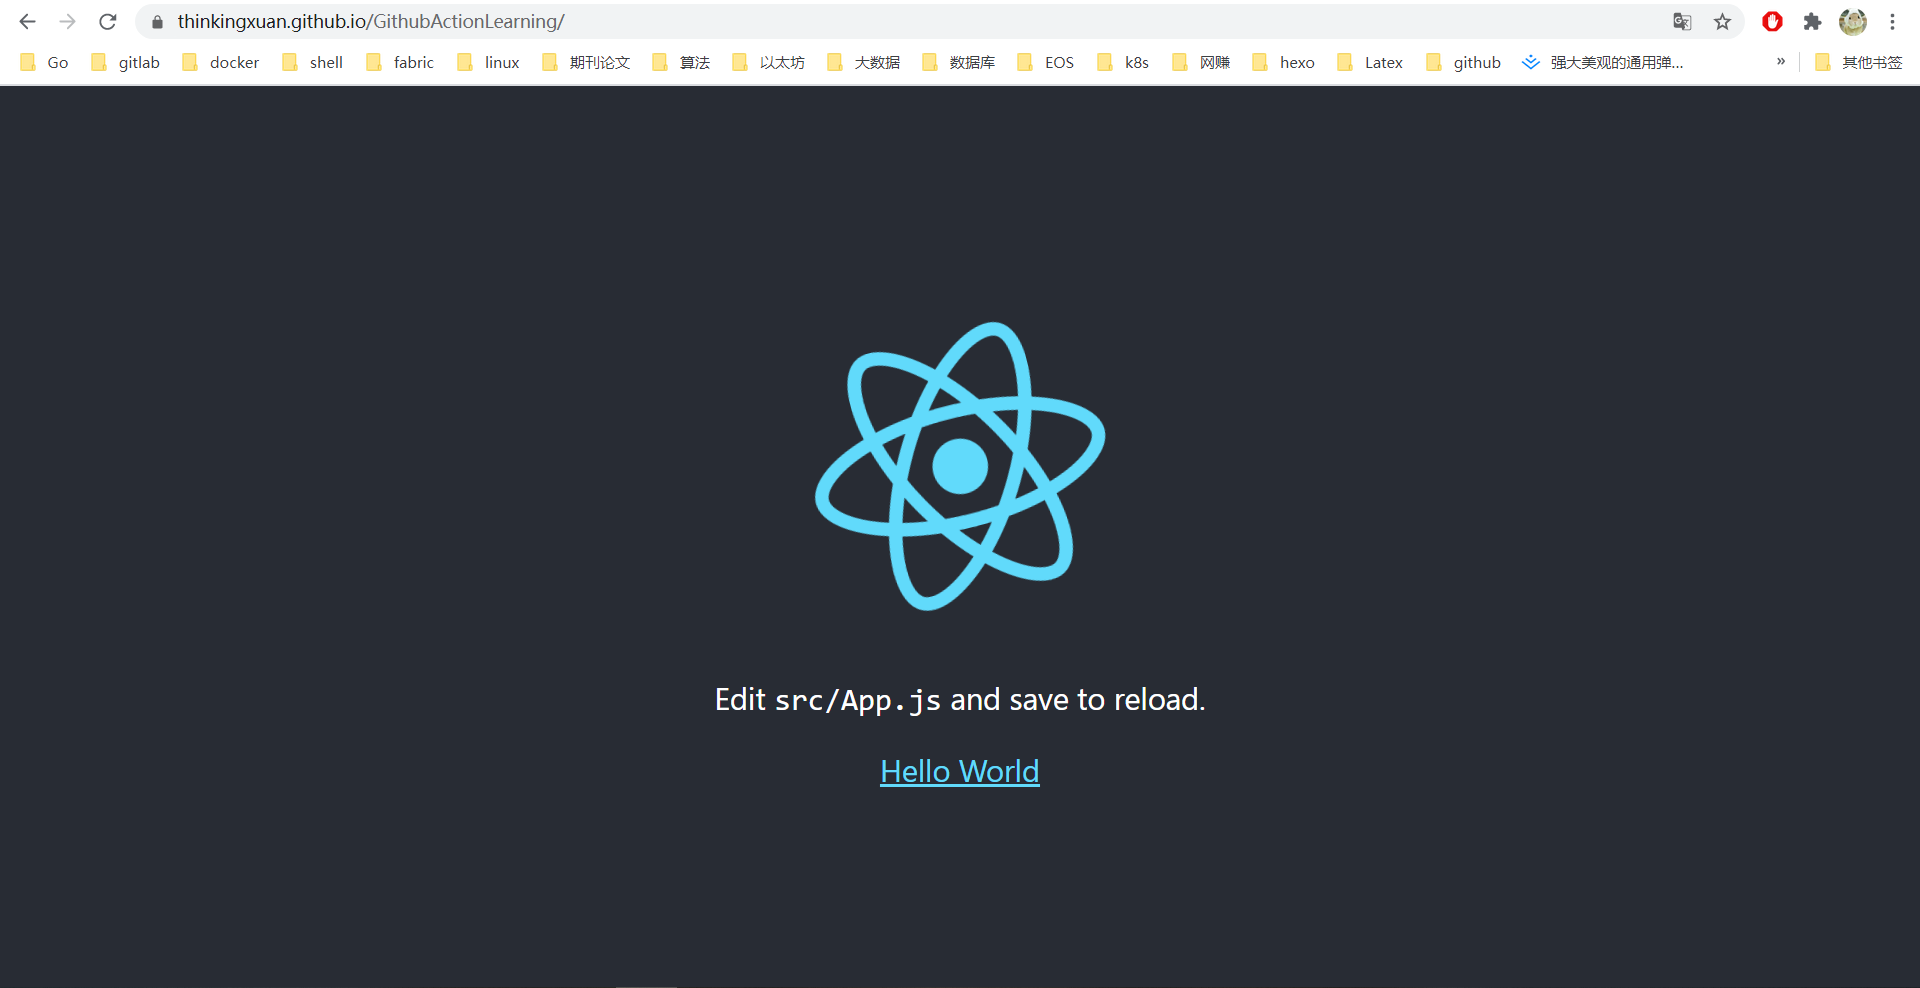 thinkingxuan.github.io/GithubActionLearning/
Go gitlab docker shell fabric linux 期刊论文 算法 以太坊 大数据 数据库 EOS k8s 网赚 hexo Latex github 强大美观的通用弹... » 其他书签
Edit src/App.js and save to reload.
Hello World